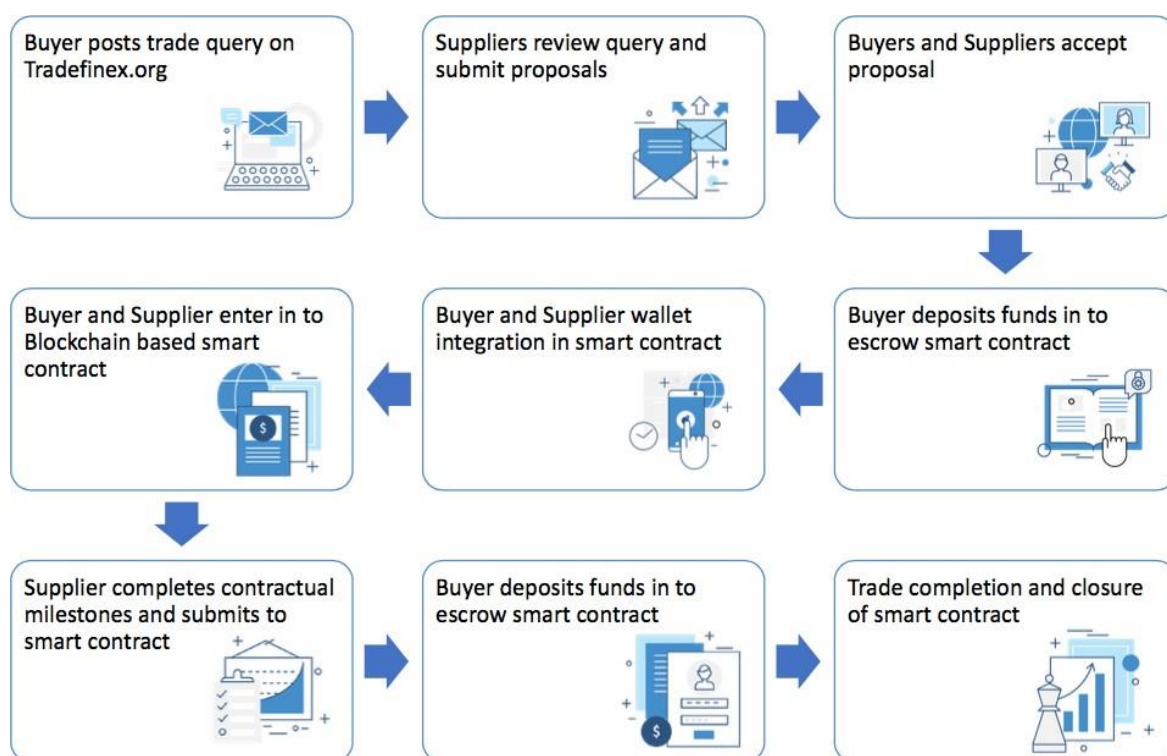 Buyer posts trade query on
Tradefinex.org
Suppliers review query and
submit proposals
Buyers and Suppliers accept
proposal
Buyer deposits funds in to
escrow smart contract
Buyer and Supplier wallet
integration in smart contract
Buyer and Supplier enter in to
Blockchain based smart
contract
$
Supplier completes contractual
milestones and submits to
smart contract
Buyer deposits funds in to
escrow smart contract
$
Trade completion and closure
of smart contract